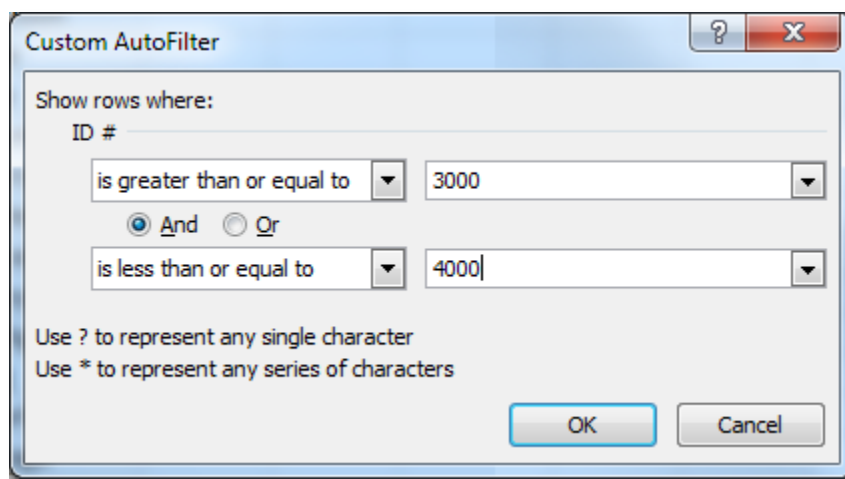 Custom AutoFilter
?
Show rows where:
ID #
is greater than or equal to 3000
And Or
is less than or equal to 4000
Use ? to represent any single character
Use * to represent any series of characters
OK Cancel